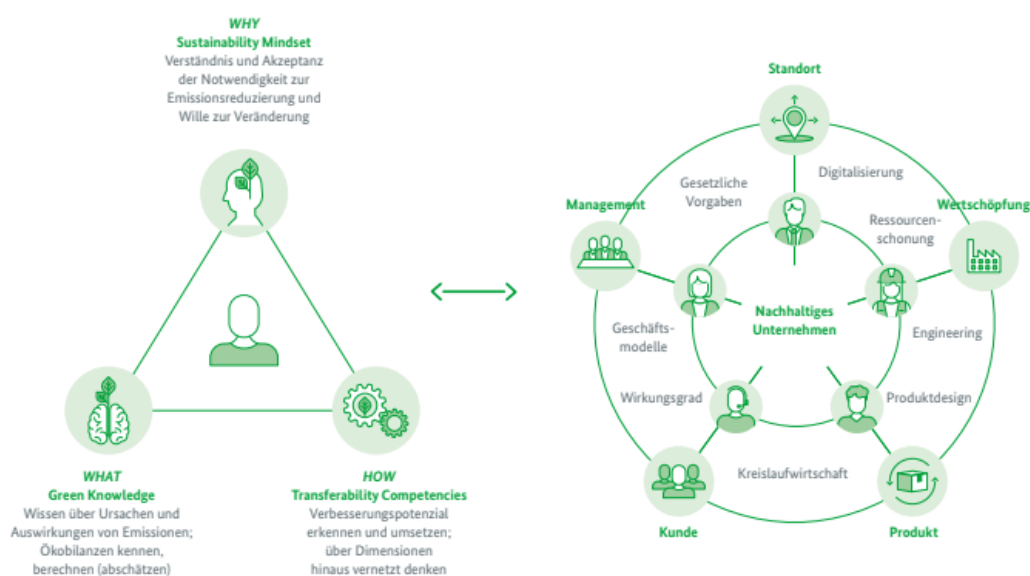 WHY
Sustainability Mindset
Verständnis und Akzeptanz
der Notwendigkeit zur
Emissionsreduzierung und
Wille zur Veränderung
WHAT
Green Knowledge
Wissen über Ursachen und
Auswirkungen von Emissionen;
Ökobilanzen kennen,
berechnen (abschätzen)
HOW
Transferability Competencies
Verbesserungspotenzial
erkennen und umsetzen;
über Dimensionen
hinaus vernetzt denken
Standort
Digitalisierung
Gesetzliche
Vorgaben
Management
Wertschöpfung
Ressourcen-
schonung
Nachhaltiges
Unternehmen
Geschäfts-
modelle
Engineering
Wirkungsgrad
Produktdesign
Kreislaufwirtschaft
Kunde
Produkt